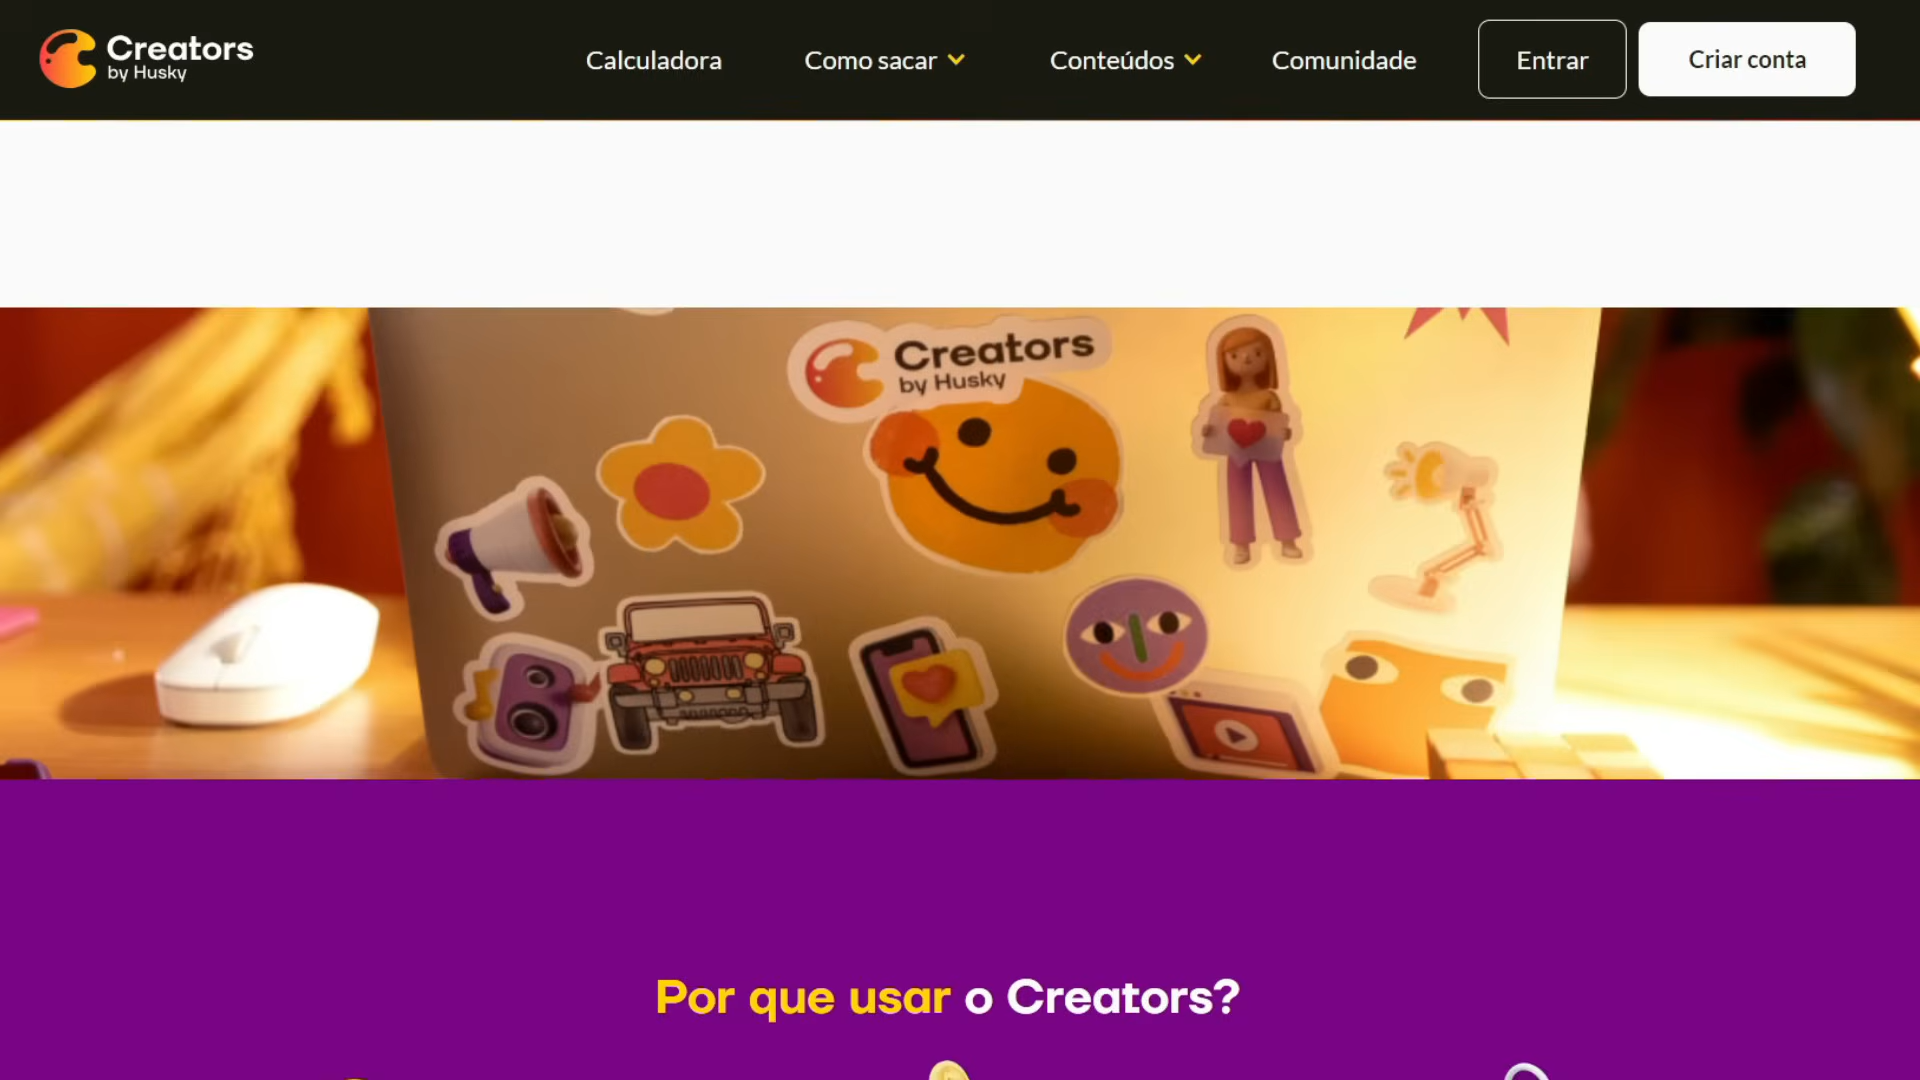 Creators
by Husky
Calculadora
Como sacar
Conteúdos
Comunidade
Entrar
Criar conta
Creators
by Husky
Por que usar o Creators?